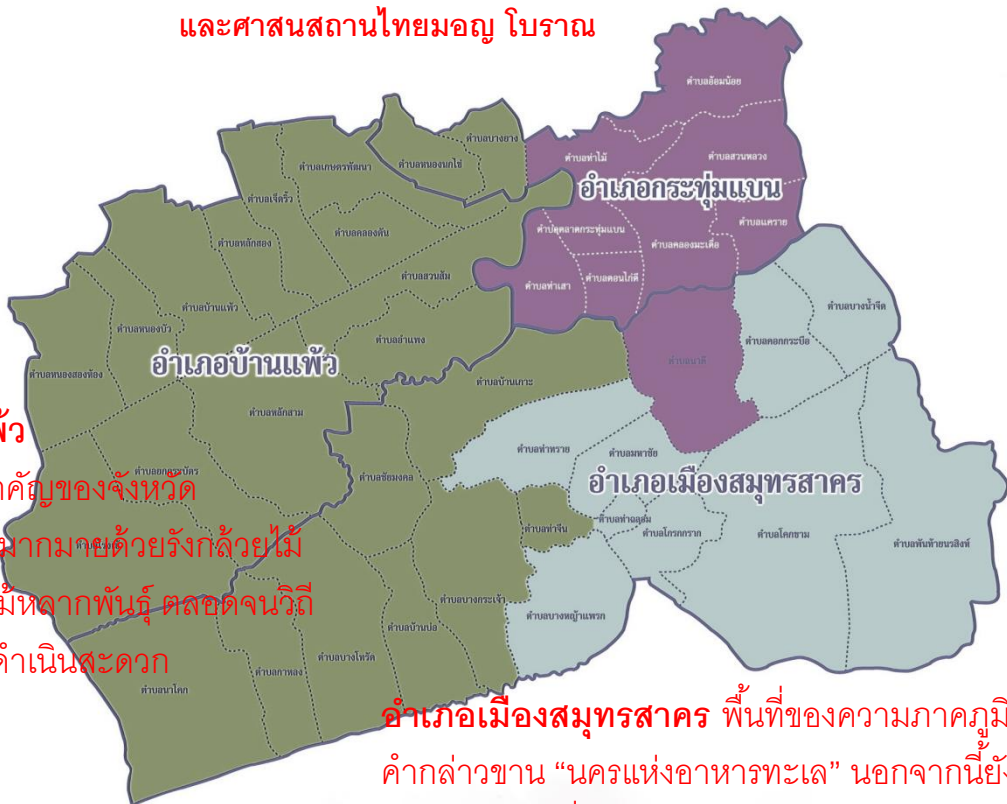 และศาสนสถานไทยมอญ โบราณ
ตำบลอ้อมน้อย
ตำบลบางยาง
ตำบลหนองนกไข่
ตำบลเกษตรพัฒนา
ตำบลท่าไม้
ตำบลสวนหลวง
อำเภอกระทุ่มแบน
ตำบลเจ็ดริ้ว
ตำบลคลองตัน
ตำบลตลาดกระทุ่มแบน
ตำบลแคราย
ตำบลคลองมะเดื่อ
ตำบลหลักสอง
ตำบลสวนส้ม
ตำบลท่าเสา
ตำบลดอนไก่ดี
ตำบลบ้านแพ้ว
ตำบลบางน้ำจืด
ตำบลหนองบัว
ตำบลอำแพง
ตำบลคอกกระบือ
อำเภอบ้านแพ้ว
ตำบลนาดี
ตำบลหนองสองห้อง
ตำบลบ้านเกาะ
ตำบลหลักสาม
พ้ว
ตำบลท่าทราย
ตำบลมหาชัย
ตำบลยกกระบัตร
ตำบลชัยมงคล
อำเภอเมืองสมุทรสาคร
คัญของจังหวัด
ตำบลท่าฉลอม
ตำบลท่าจีน
ตำบลโกรกกราก
ตำบลโคกขาม
มากมายด้วยรังกล้วยไม้
ตำบลพันท้ายนรสิงห์
ม้หลากพันธุ์ ตลอดจนวิถี
ตำบลบางกระเจ้า
ตำบลบางหญ้าแพรก
ตำบลบ้านบ่อ
ดำเนินสะดวก
ตำบลบางโทรัด
ตำบลกาหลง
ตำบลนาโคก
อำเภอเมืองสมุทรสาคร พื้นที่ของความภาคภูมิ
คำกล่าวขาน “นครแห่งอาหารทะเล” นอกจากนี้ยัง